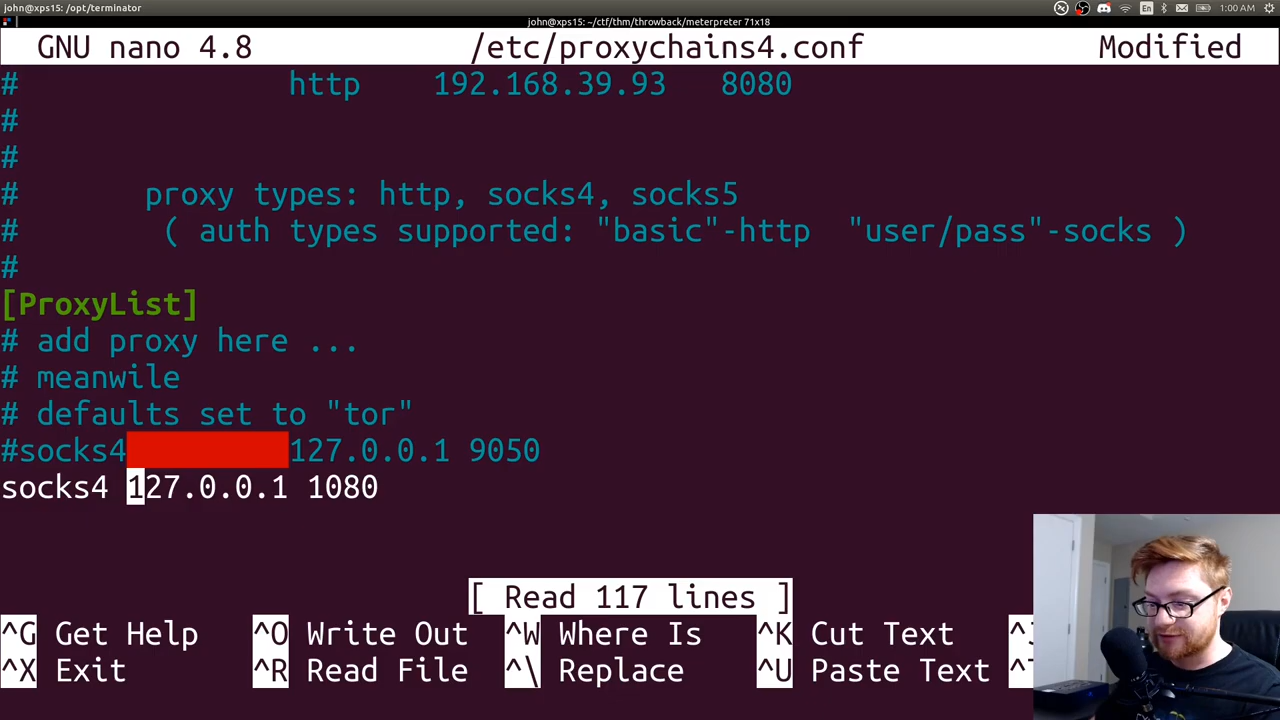 john@xps15: /opt/terminator
En
1:00 AM
john@xps15: ~/ctf/thm/throwback/meterpreter 71x18
GNU nano 4.8 /etc/proxychains4.conf Modified
# http 192.168.39.93 8080
#
#
# proxy types: http, socks4, socks5
# ( auth types supported: "basic"-http "user/pass"-socks )
#
[ProxyList]
# add proxy here ...
# meanwile
# defaults set to "tor"
#socks4 127.0.0.1 9050
socks4 127.0.0.1 1080
[ Read 117 lines ]
^G Get Help ^O Write Out ^W Where Is ^K Cut Text
^X Exit ^R Read File ^\ Replace ^U Paste Text